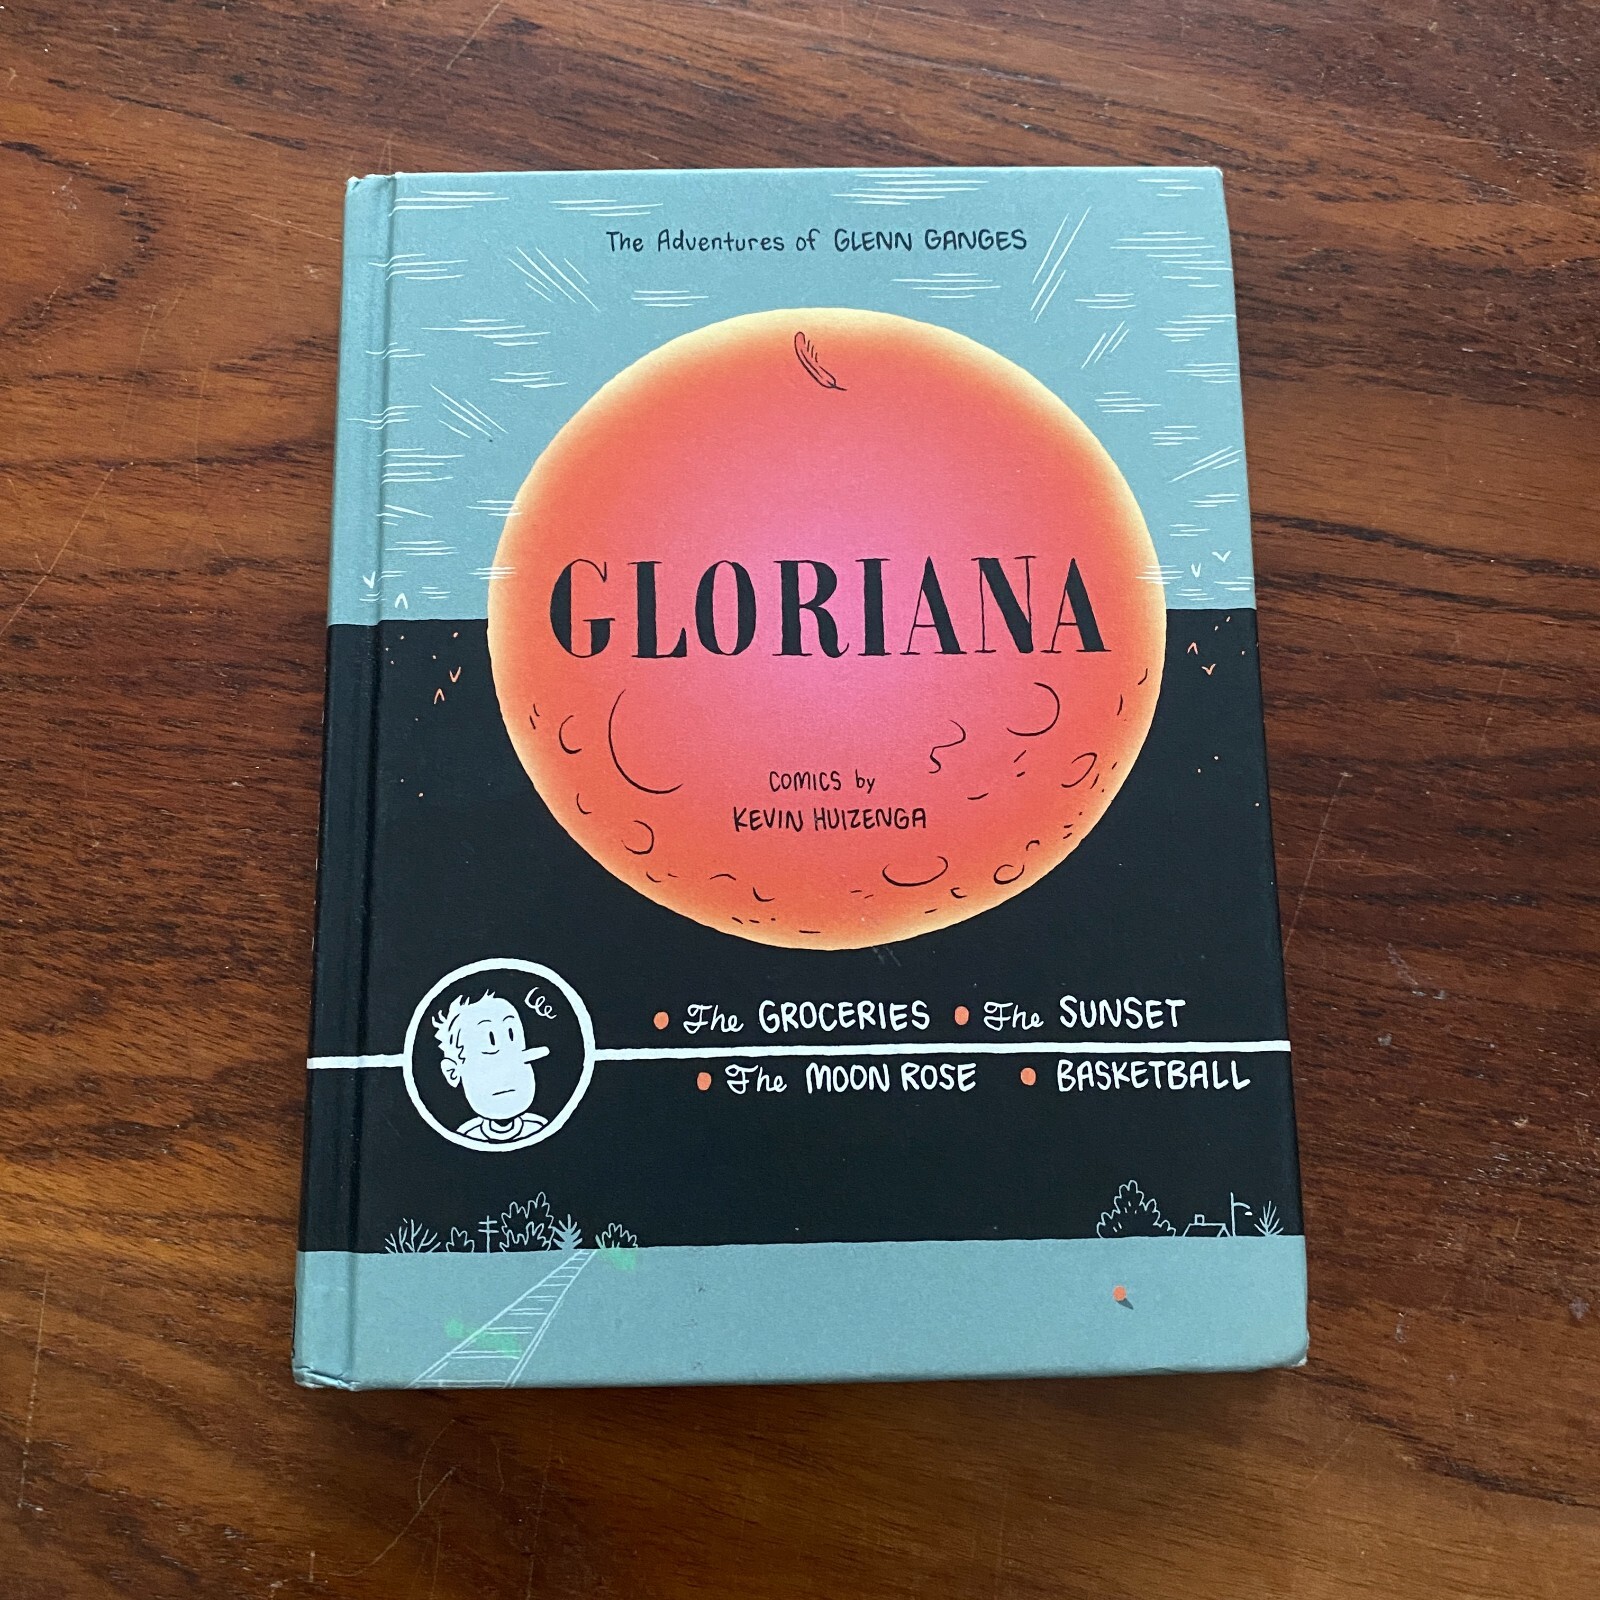 The Adventures of GLENN GANGES
GLORIANA
COMICS by
KEVIN HUIZENGA
• The GROCERIES • The SUNSET
• The MOON ROSE • BASKETBALL